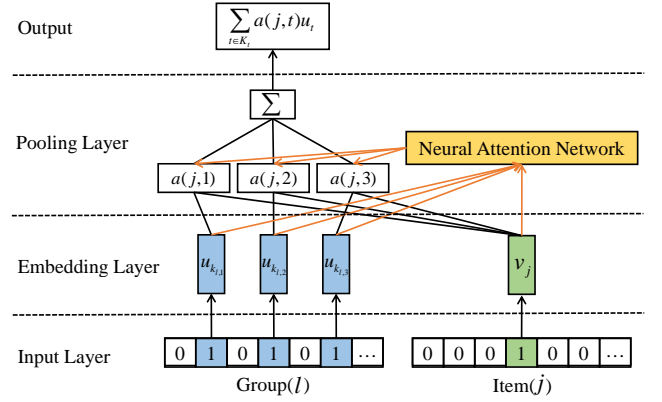 Output
∑ a(j,t)u_t
t∈K_t
∑
Pooling Layer
Neural Attention Network
a(j,1) a(j,2) a(j,3)
Embedding Layer
u_{k_{l,1}} u_{k_{l,2}} u_{k_{l,3}} v_j
Input Layer
0 1 0 1 0 1 ... 0 0 0 1 0 0 ...
Group(l) Item(j)